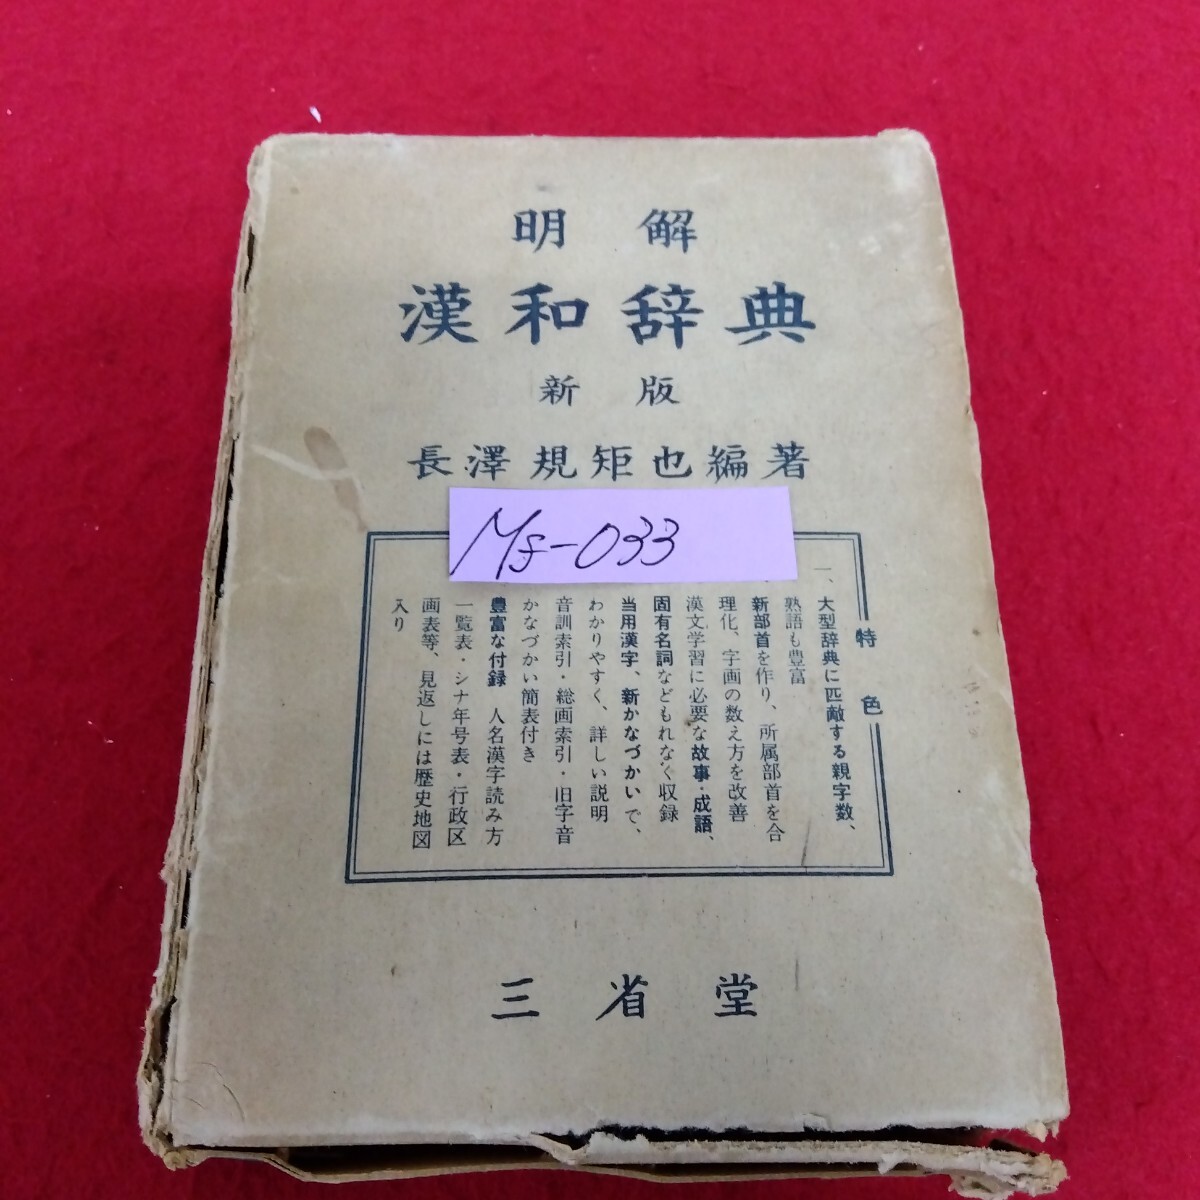 明解
漢和辞典
新版
長澤規矩也編著
Mf-033
特色
一、大型辞典に匹敵する親字数、
熟語も豊富
新部首を作り、所属部首を合
理化、字画の数え方を改善
漢文学習に必要な故事・成語、
固有名詞などもれなく収録
当用漢字、新かなづかいで、
わかりやすく、詳しい説明
音訓索引・総画索引・旧字音
かなづかい簡表付き
豊富な付録 人名漢字読み方
一覧表・シナ年号表・行政区
画表等、見返しには歴史地図
入り
三省堂